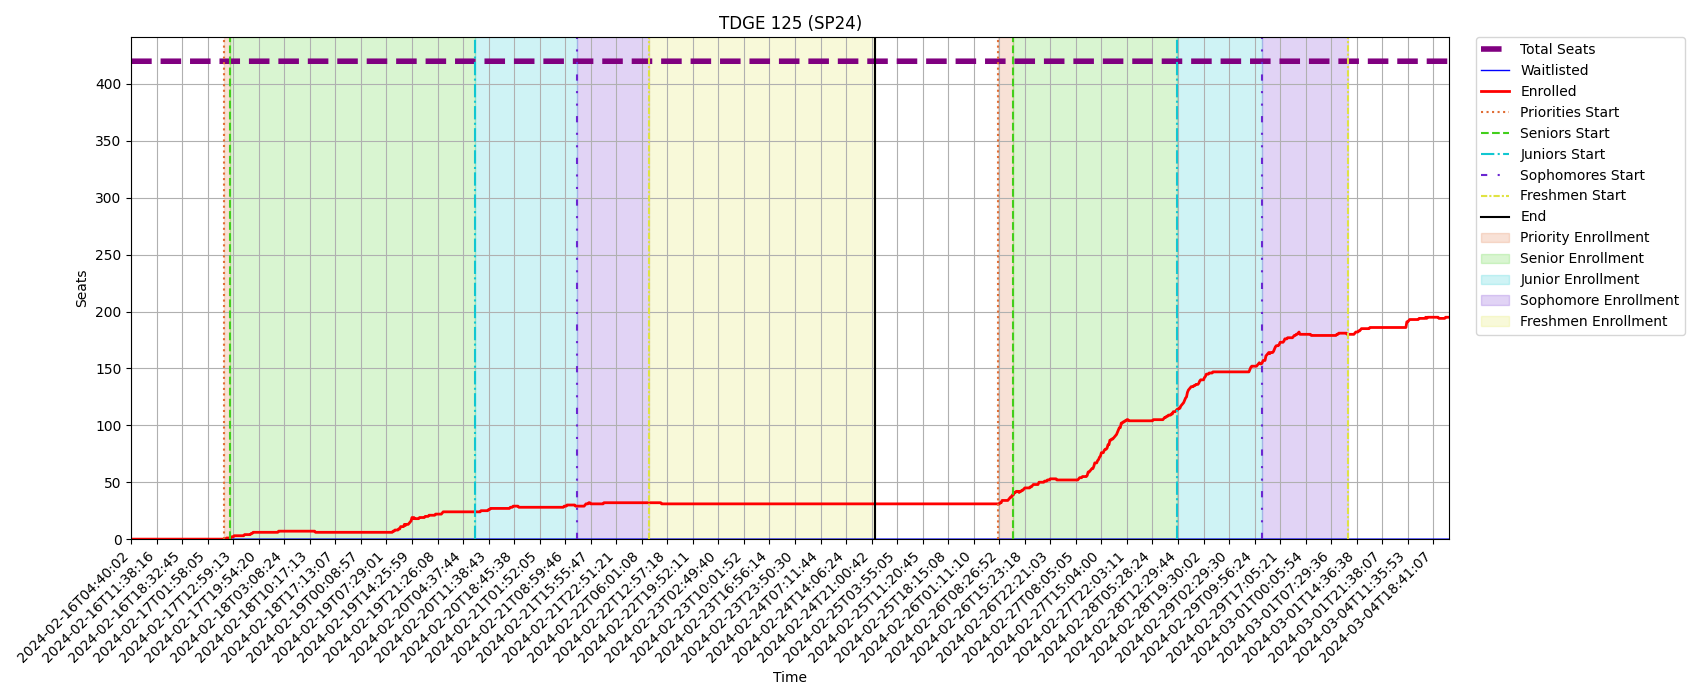 TDGE 125 (SP24)
Seats
400
350
300
250
200
150
100
50
0
Total Seats
Waitlisted
Enrolled
Priorities Start
Seniors Start
Juniors Start
Sophomores Start
Freshmen Start
End
Priority Enrollment
Senior Enrollment
Junior Enrollment
Sophomore Enrollment
Freshmen Enrollment
2024-02-16T04:40:02
2024-02-16T11:38:16
2024-02-16T18:32:45
2024-02-17T01:58:05
2024-02-17T12:59:13
2024-02-17T19:54:20
2024-02-18T03:08:24
2024-02-18T10:17:13
2024-02-18T17:13:07
2024-02-19T00:08:57
2024-02-19T07:29:01
2024-02-19T14:25:59
2024-02-19T21:26:08
2024-02-20T04:37:44
2024-02-20T11:38:43
2024-02-20T18:45:38
2024-02-21T01:52:05
2024-02-21T08:59:46
2024-02-21T15:55:47
2024-02-21T22:51:21
2024-02-22T06:01:08
2024-02-22T12:57:18
2024-02-22T19:52:11
2024-02-23T02:49:40
2024-02-23T10:01:52
2024-02-23T16:56:14
2024-02-23T23:50:30
2024-02-24T07:11:44
2024-02-24T14:06:24
2024-02-24T21:00:42
2024-02-25T03:55:05
2024-02-25T11:20:45
2024-02-25T18:15:08
2024-02-26T01:11:10
2024-02-26T08:26:52
2024-02-26T15:23:18
2024-02-26T22:21:03
2024-02-27T08:05:05
2024-02-27T15:04:00
2024-02-27T22:03:11
2024-02-28T05:28:24
2024-02-28T12:29:44
2024-02-28T19:30:02
2024-02-29T02:29:30
2024-02-29T09:56:24
2024-02-29T17:05:21
2024-03-01T00:05:54
2024-03-01T07:29:36
2024-03-01T14:36:38
2024-03-01T21:38:07
2024-03-04T11:35:53
2024-03-04T18:41:07
Time